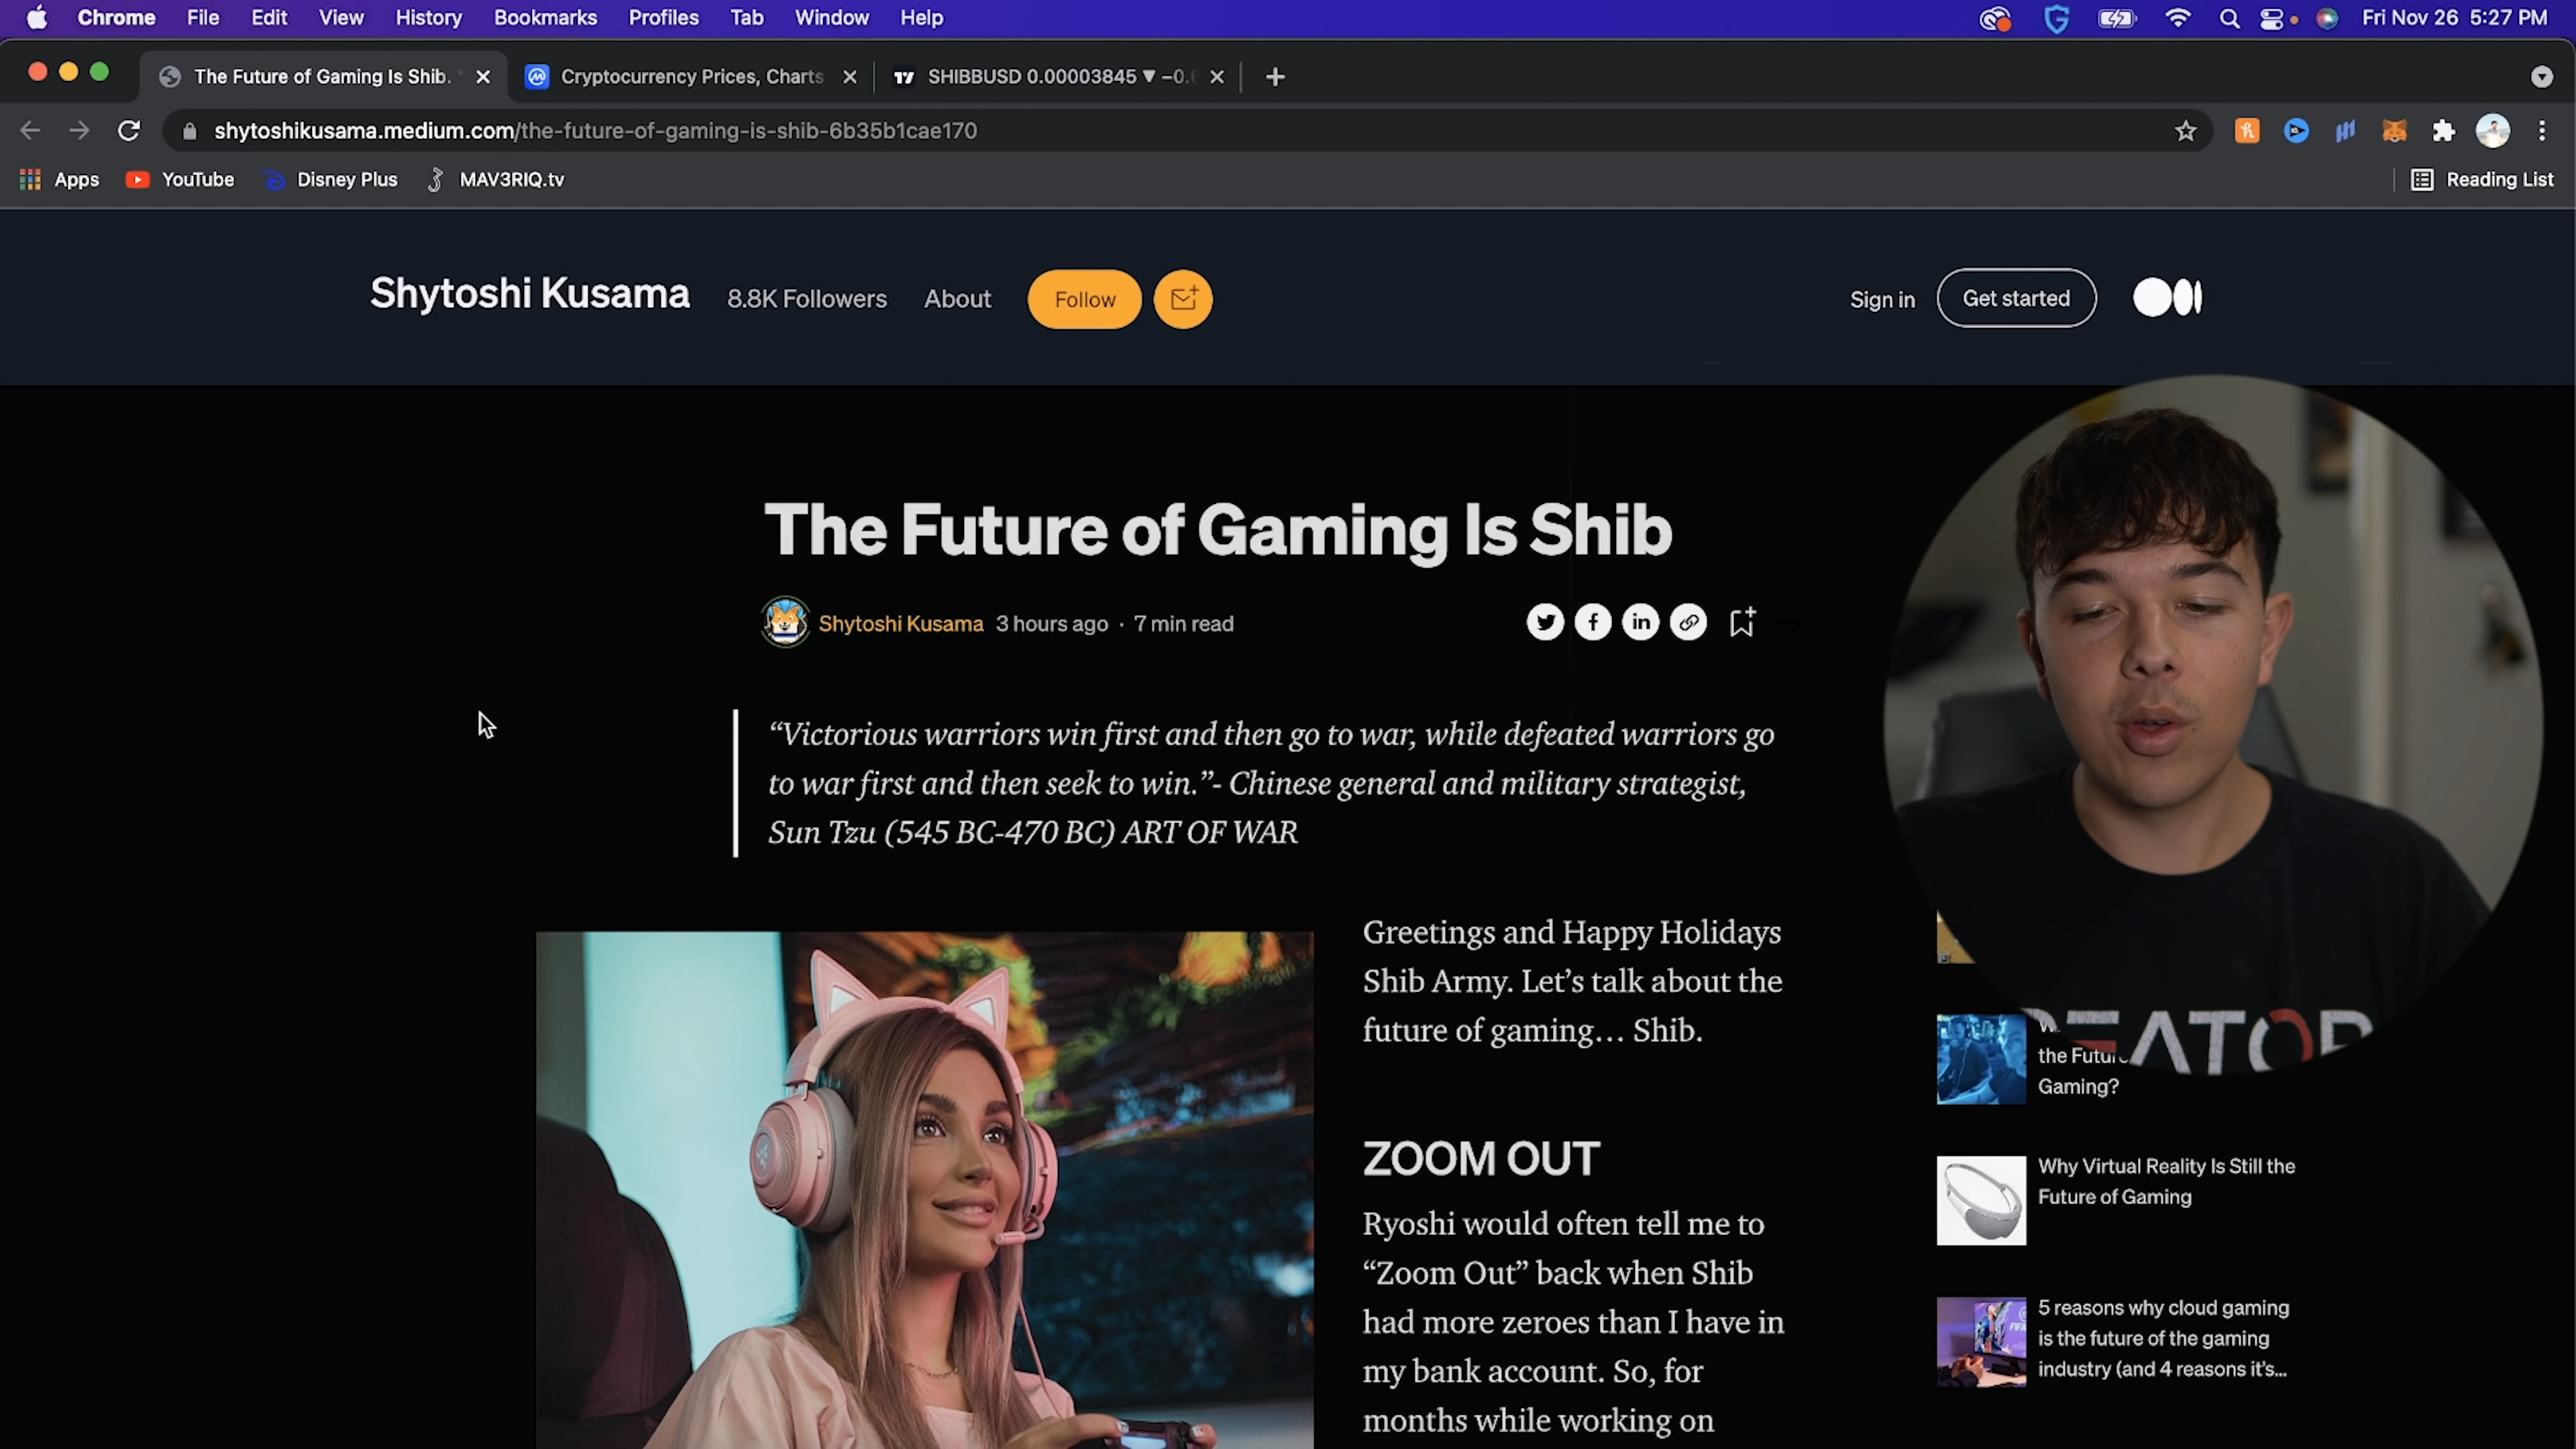 Chrome File Edit View History Bookmarks Profiles Tab Window Help
Fri Nov 26 5:27 PM
The Future of Gaming Is Shib.
Cryptocurrency Prices, Charts
SHIBBUSD 0.00003845 ▼ −0.
shytoshikusama.medium.com/the-future-of-gaming-is-shib-6b35b1cae170
Apps YouTube Disney Plus MAV3RIQ.tv
Reading List
Shytoshi Kusama 8.8K Followers About Follow
Sign in Get started
The Future of Gaming Is Shib
Shytoshi Kusama 3 hours ago · 7 min read
“Victorious warriors win first and then go to war, while defeated warriors go
to war first and then seek to win.”- Chinese general and military strategist,
Sun Tzu (545 BC-470 BC) ART OF WAR
Greetings and Happy Holidays
Shib Army. Let’s talk about the
future of gaming… Shib.
ZOOM OUT
Ryoshi would often tell me to
“Zoom Out” back when Shib
had more zeroes than I have in
my bank account. So, for
months while working on
the
Gaming?
Why Virtual Reality Is Still the
Future of Gaming
5 reasons why cloud gaming
is the future of the gaming
industry (and 4 reasons it’s...